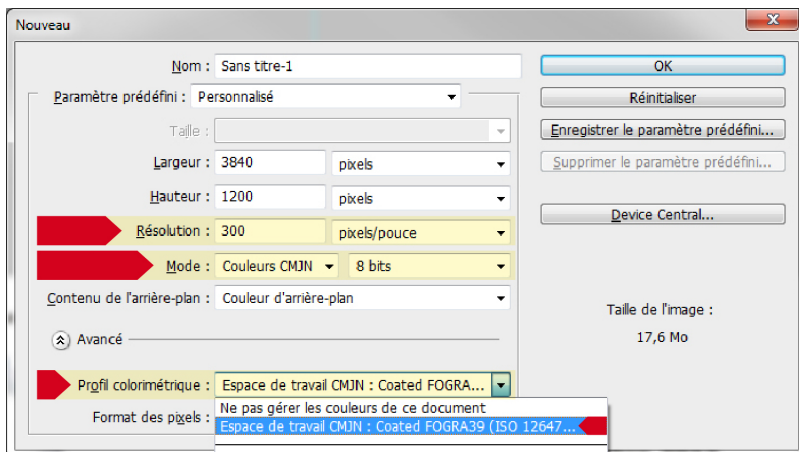 Nouveau
Nom : Sans titre-1
OK
Paramètre prédéfini : Personnalisé
Réinitialiser
Taille :
Enregistrer le paramètre prédéfini...
Largeur : 3840 pixels
Supprimer le paramètre prédéfini...
Hauteur : 1200 pixels
Device Central...
Résolution : 300 pixels/pouce
Mode : Couleurs CMJN 8 bits
Contenu de l'arrière-plan : Couleur d'arrière-plan
Taille de l'image :
17,6 Mo
Avancé
Profil colorimétrique : Espace de travail CMJN : Coated FOGRA...
Ne pas gérer les couleurs de ce document
Format des pixels :
Espace de travail CMJN : Coated FOGRA39 (ISO 12647...